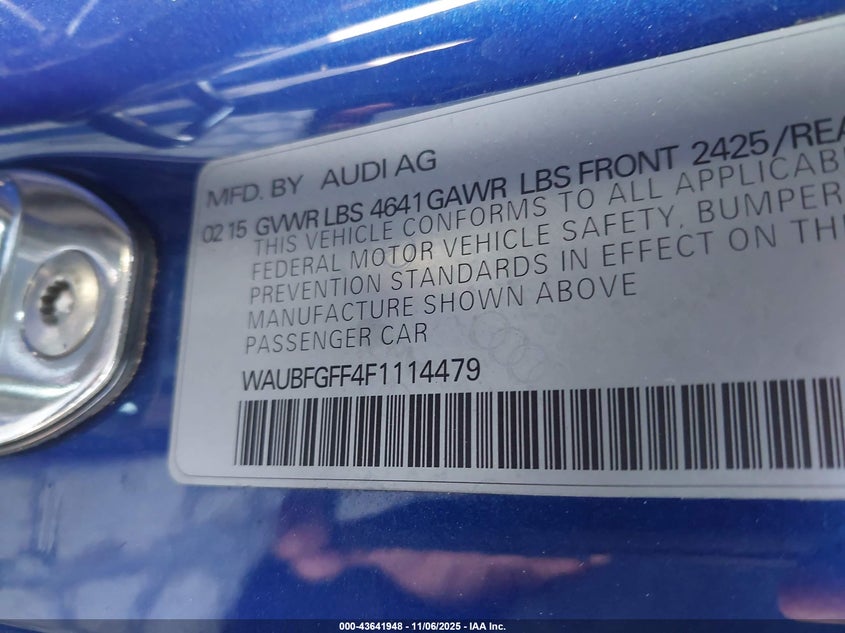 MFD. BY AUDI AG
02 15 GVWR LBS 4641 GAWR LBS FRONT 2425/REA
THIS VEHICLE CONFORMS TO ALL APPLICAB
FEDERAL MOTOR VEHICLE SAFETY, BUMPER
PREVENTION STANDARDS IN EFFECT ON TH
MANUFACTURE SHOWN ABOVE
PASSENGER CAR
WAUBFGFF4F1114479
000-43641948 - 11/06/2025 - IAA Inc.